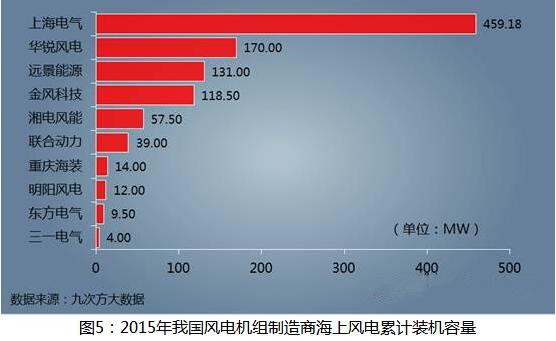 上海电气 459.18
华锐风电 170.00
远景能源 131.00
金风科技 118.50
湘电风能 57.50
联合动力 39.00
重庆海装 14.00
明阳风电 12.00
东方电气 9.50
三一电气 4.00
（单位：MW）
0 100 200 300 400 500
数据来源：九次方大数据
图5：2015年我国风电机组制造商海上风电累计装机容量